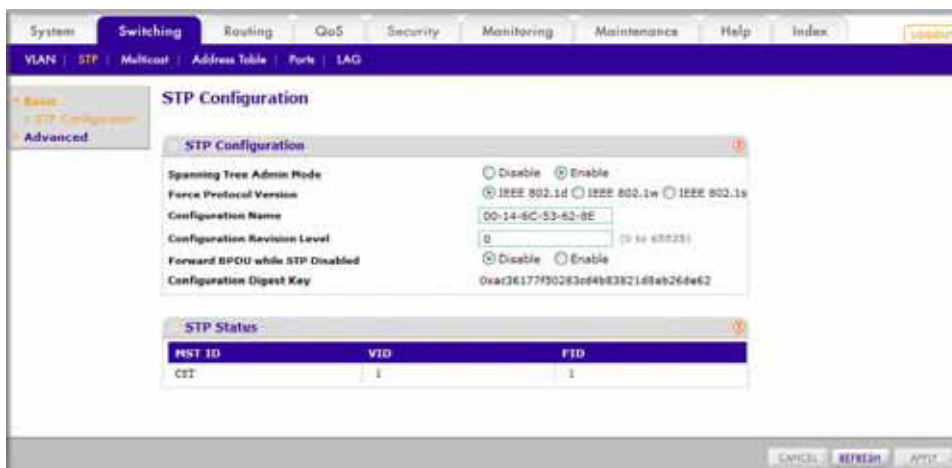 System Switching Routing QoS Security Monitoring Maintenance Help Index LOGOUT
VLAN | STP | Multicast | Address Table | Ports | LAG
Basic
STP Configuration
Advanced
STP Configuration
STP Configuration
Spanning Tree Admin Mode Disable Enable
Force Protocol Version IEEE 802.1d IEEE 802.1w IEEE 802.1s
Configuration Name 00-14-6C-53-62-8E
Configuration Revision Level 0 (0 to 65535)
Forward BPDU while STP Disabled Disable Enable
Configuration Digest Key
STP Status
MST ID VID FID
CST 1 1
CANCEL REFRESH APPLY